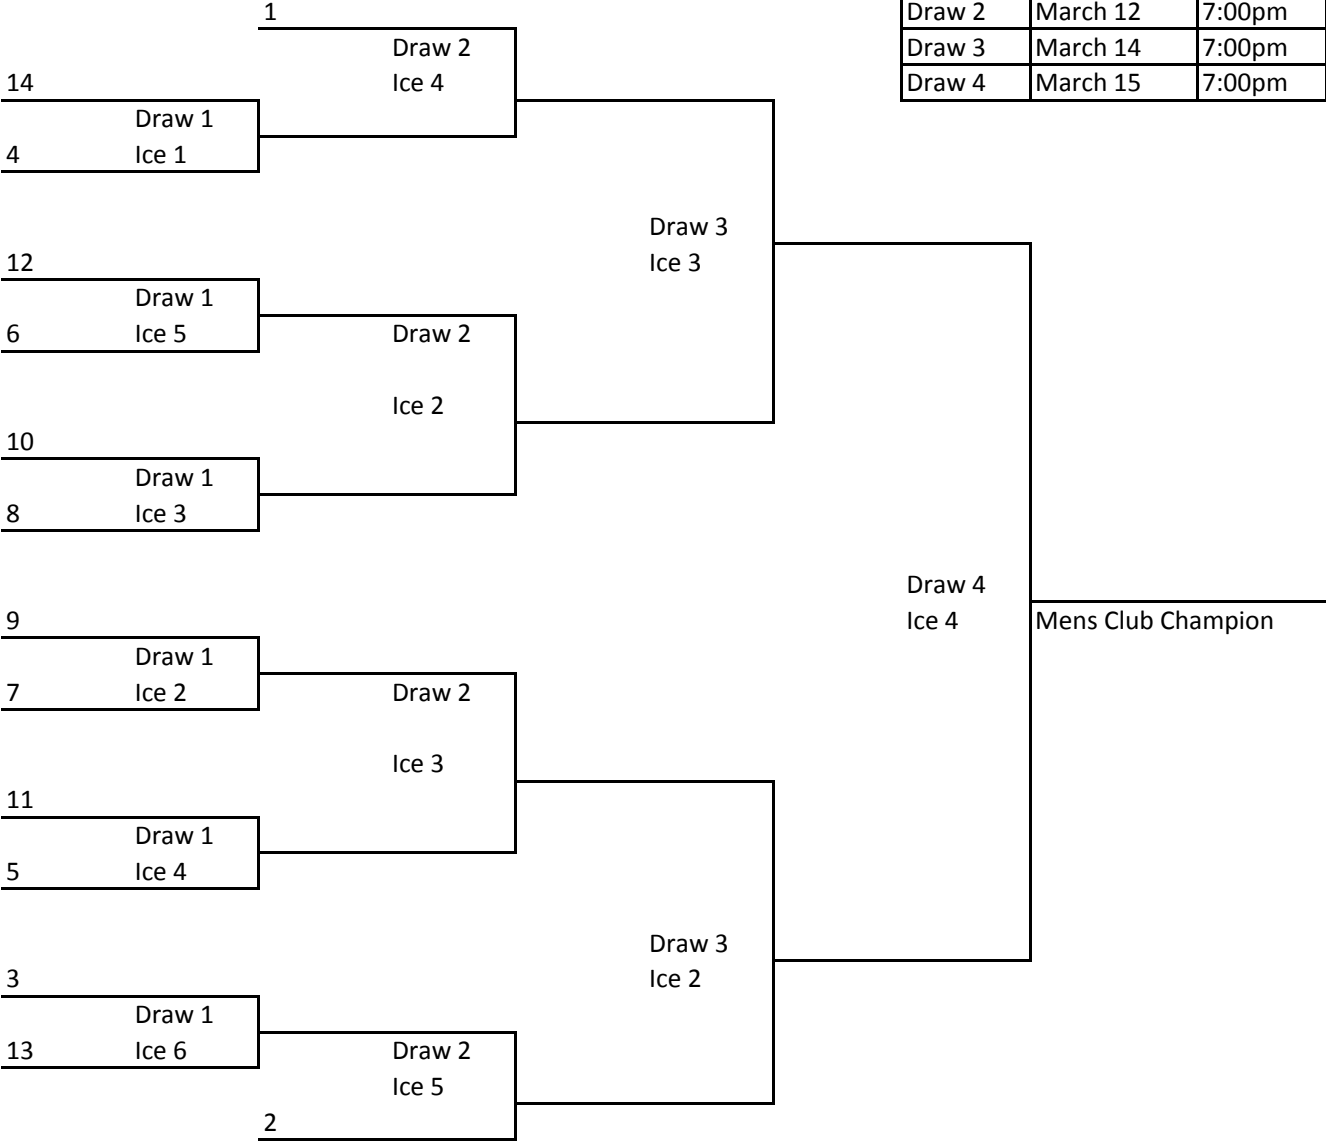 1
Draw 2 March 12 7:00pm
Draw 2
Draw 3 March 14 7:00pm
14
Ice 4
Draw 4 March 15 7:00pm
Draw 1
4
Ice 1
Draw 3
12
Ice 3
Draw 1
6
Ice 5
Draw 2
Ice 2
10
Draw 1
8
Ice 3
Draw 4
9
Ice 4
Mens Club Champion
Draw 1
7
Ice 2
Draw 2
Ice 3
11
Draw 1
5
Ice 4
Draw 3
3
Ice 2
Draw 1
13
Ice 6
Draw 2
Ice 5
2